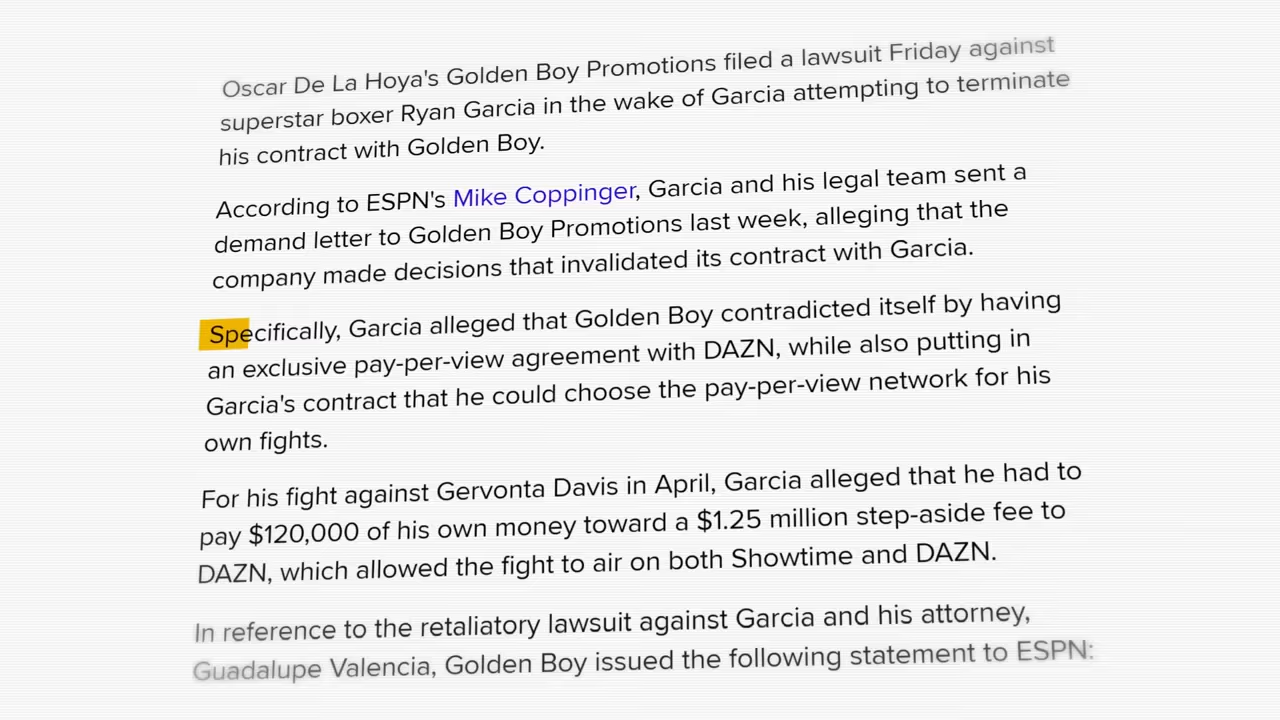 Oscar De La Hoya's Golden Boy Promotions filed a lawsuit Friday against
superstar boxer Ryan Garcia in the wake of Garcia attempting to terminate
his contract with Golden Boy.
According to ESPN's Mike Coppinger, Garcia and his legal team sent a
demand letter to Golden Boy Promotions last week, alleging that the
company made decisions that invalidated its contract with Garcia.
Specifically, Garcia alleged that Golden Boy contradicted itself by having
an exclusive pay-per-view agreement with DAZN, while also putting in
Garcia's contract that he could choose the pay-per-view network for his
own fights.
For his fight against Gervonta Davis in April, Garcia alleged that he had to
pay $120,000 of his own money toward a $1.25 million step-aside fee to
DAZN, which allowed the fight to air on both Showtime and DAZN.
In reference to the retaliatory lawsuit against Garcia and his attorney,
Guadalupe Valencia, Golden Boy issued the following statement to ESPN: